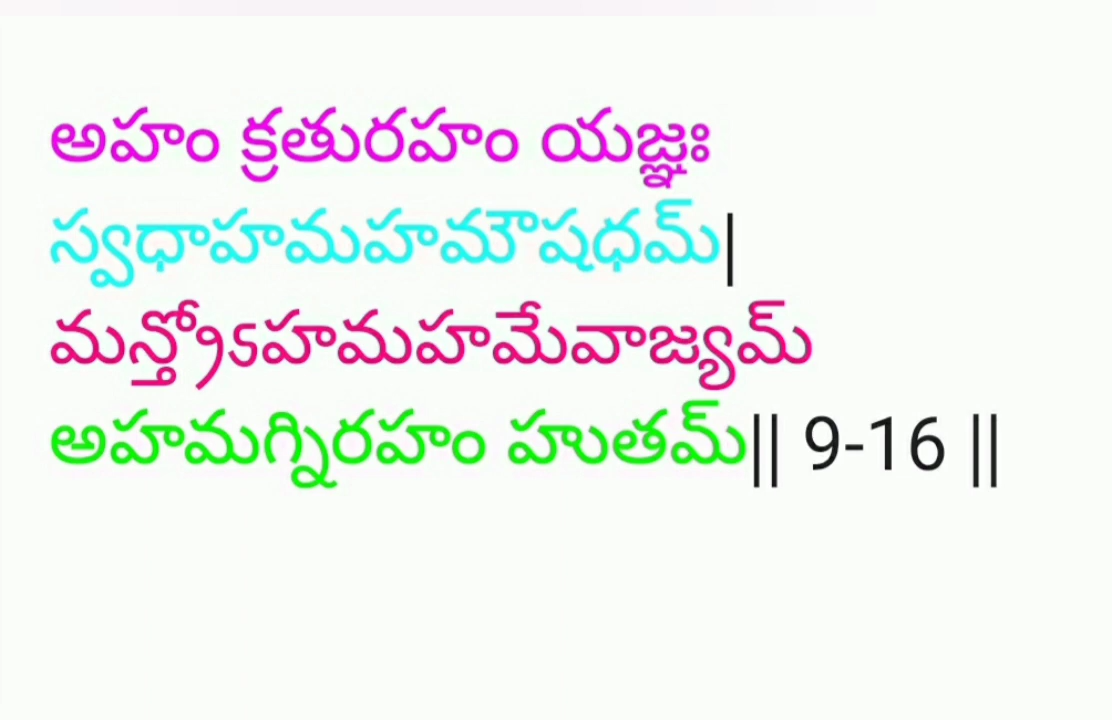 అహం క్రతురహం యజ్ఞః
స్వధాహమహమౌషధమ్|
మన్త్రోఽహమహమేవాజ్యమ్
అహమగ్నిరహం హుతమ్|| 9-16 ||